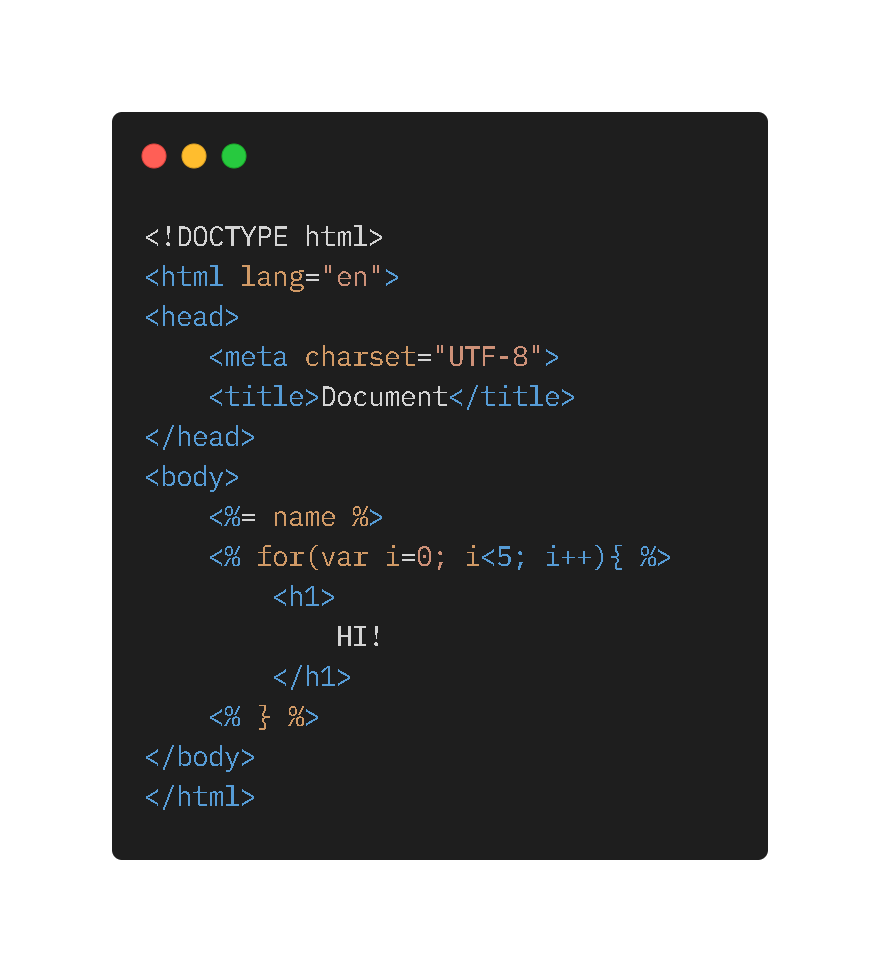 <!DOCTYPE html>
<html lang="en">
<head>
    <meta charset="UTF-8">
    <title>Document</title>
</head>
<body>
    <%= name %>
    <% for(var i=0; i<5; i++){ %>
        <h1>
            HI!
        </h1>
    <% } %>
</body>
</html>